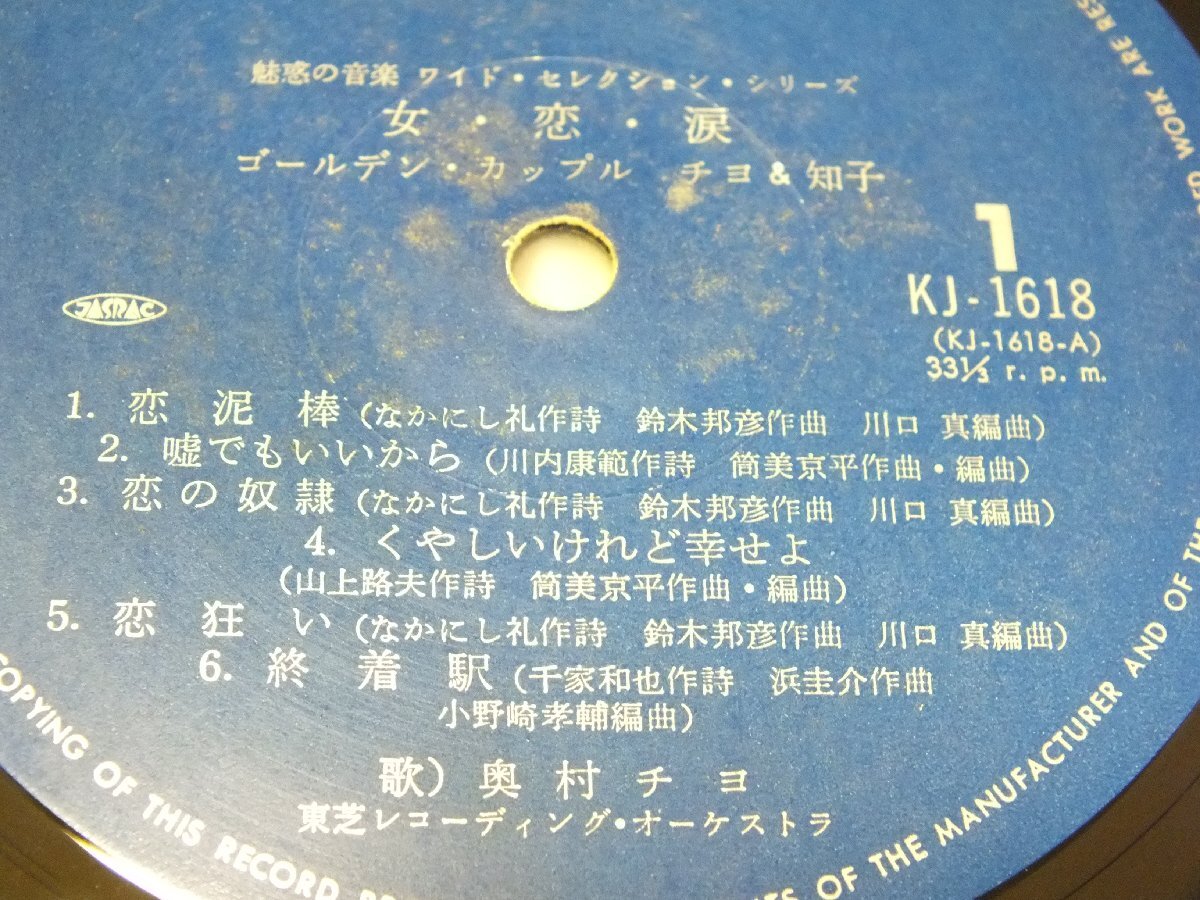 魅惑の音楽 ワイド・セレクション・シリーズ
女・恋・涙
ゴールデン・カップル チヨ & 知子
1
KJ-1618
(KJ-1618-A)
33⅓ r. p. m.
JASRAC
1. 恋泥棒 (なかにし礼作詩 鈴木邦彦作曲 川口 真編曲)
2. 嘘でもいいから (川内康範作詩 筒美京平作曲・編曲)
3. 恋の奴隷 (なかにし礼作詩 鈴木邦彦作曲 川口 真編曲)
4. くやしいけれど幸せよ
(山上路夫作詩 筒美京平作曲・編曲)
5. 恋狂い (なかにし礼作詩 鈴木邦彦作曲 川口 真編曲)
6. 終着駅 (千家和也作詩 浜圭介作曲
小野崎孝輔編曲)
歌) 奥村チヨ
東芝レコーディング・オーケストラ
COPYING OF THIS RECORD
OF THE MANUFACTURER AND OF THE
WORK ARE